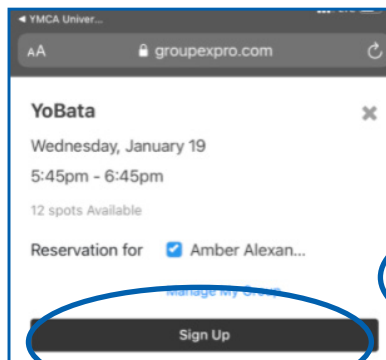 ◀ YMCA Univer...
AA groupexpro.com
YoBata
Wednesday, January 19
5:45pm - 6:45pm
12 spots Available
Reservation for Amber Alexan...
Manage My Group
Sign Up